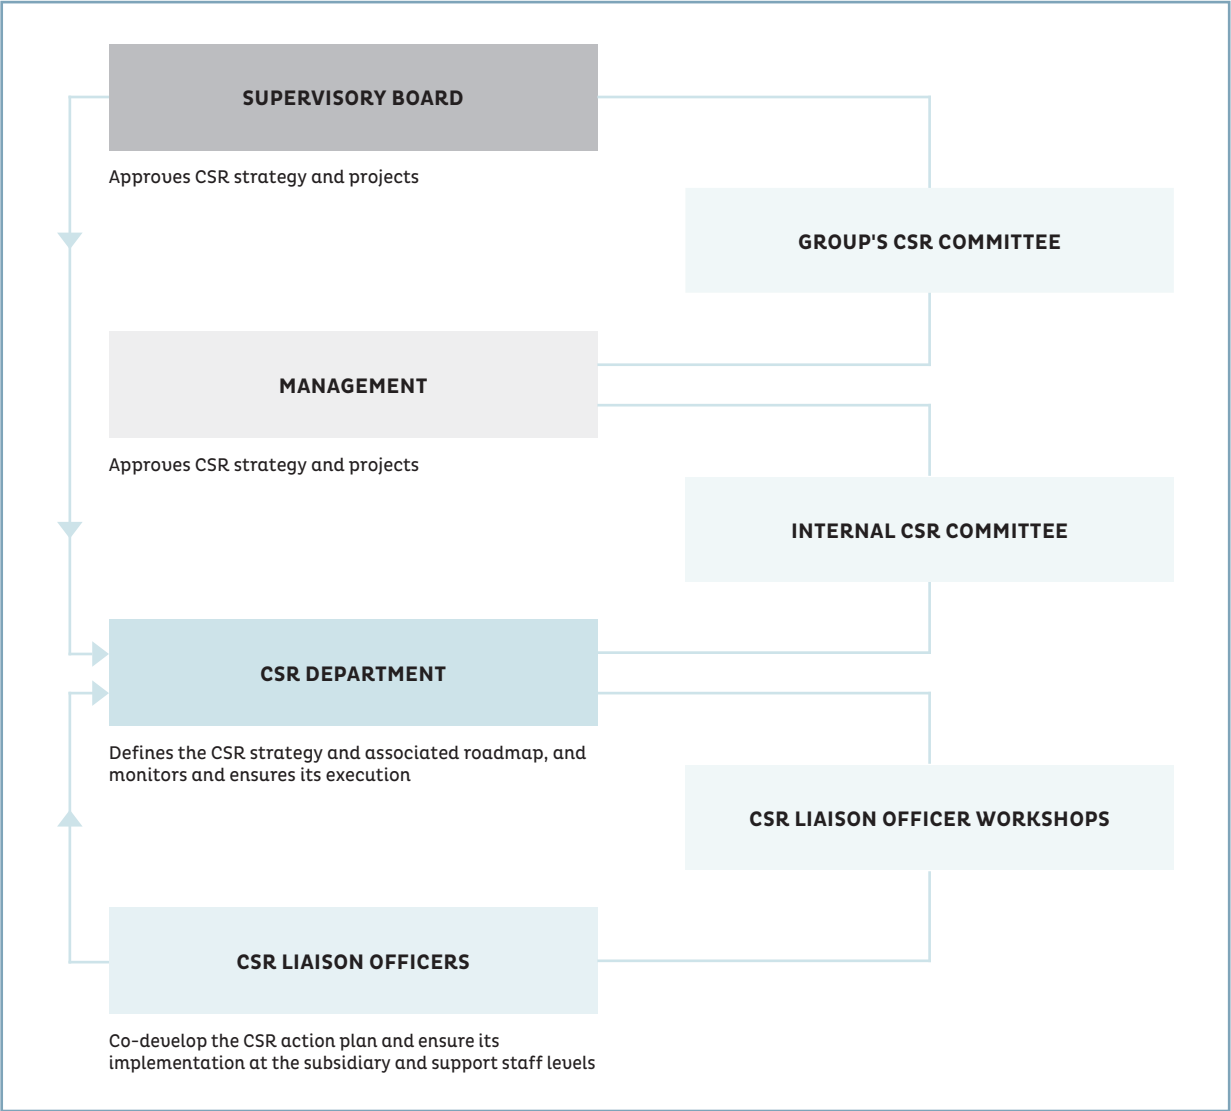 SUPERVISORY BOARD
Approves CSR strategy and projects
GROUP'S CSR COMMITTEE
MANAGEMENT
Approves CSR strategy and projects
INTERNAL CSR COMMITTEE
CSR DEPARTMENT
Defines the CSR strategy and associated roadmap, and
monitors and ensures its execution
CSR LIAISON OFFICER WORKSHOPS
CSR LIAISON OFFICERS
Co-develop the CSR action plan and ensure its
implementation at the subsidiary and support staff levels